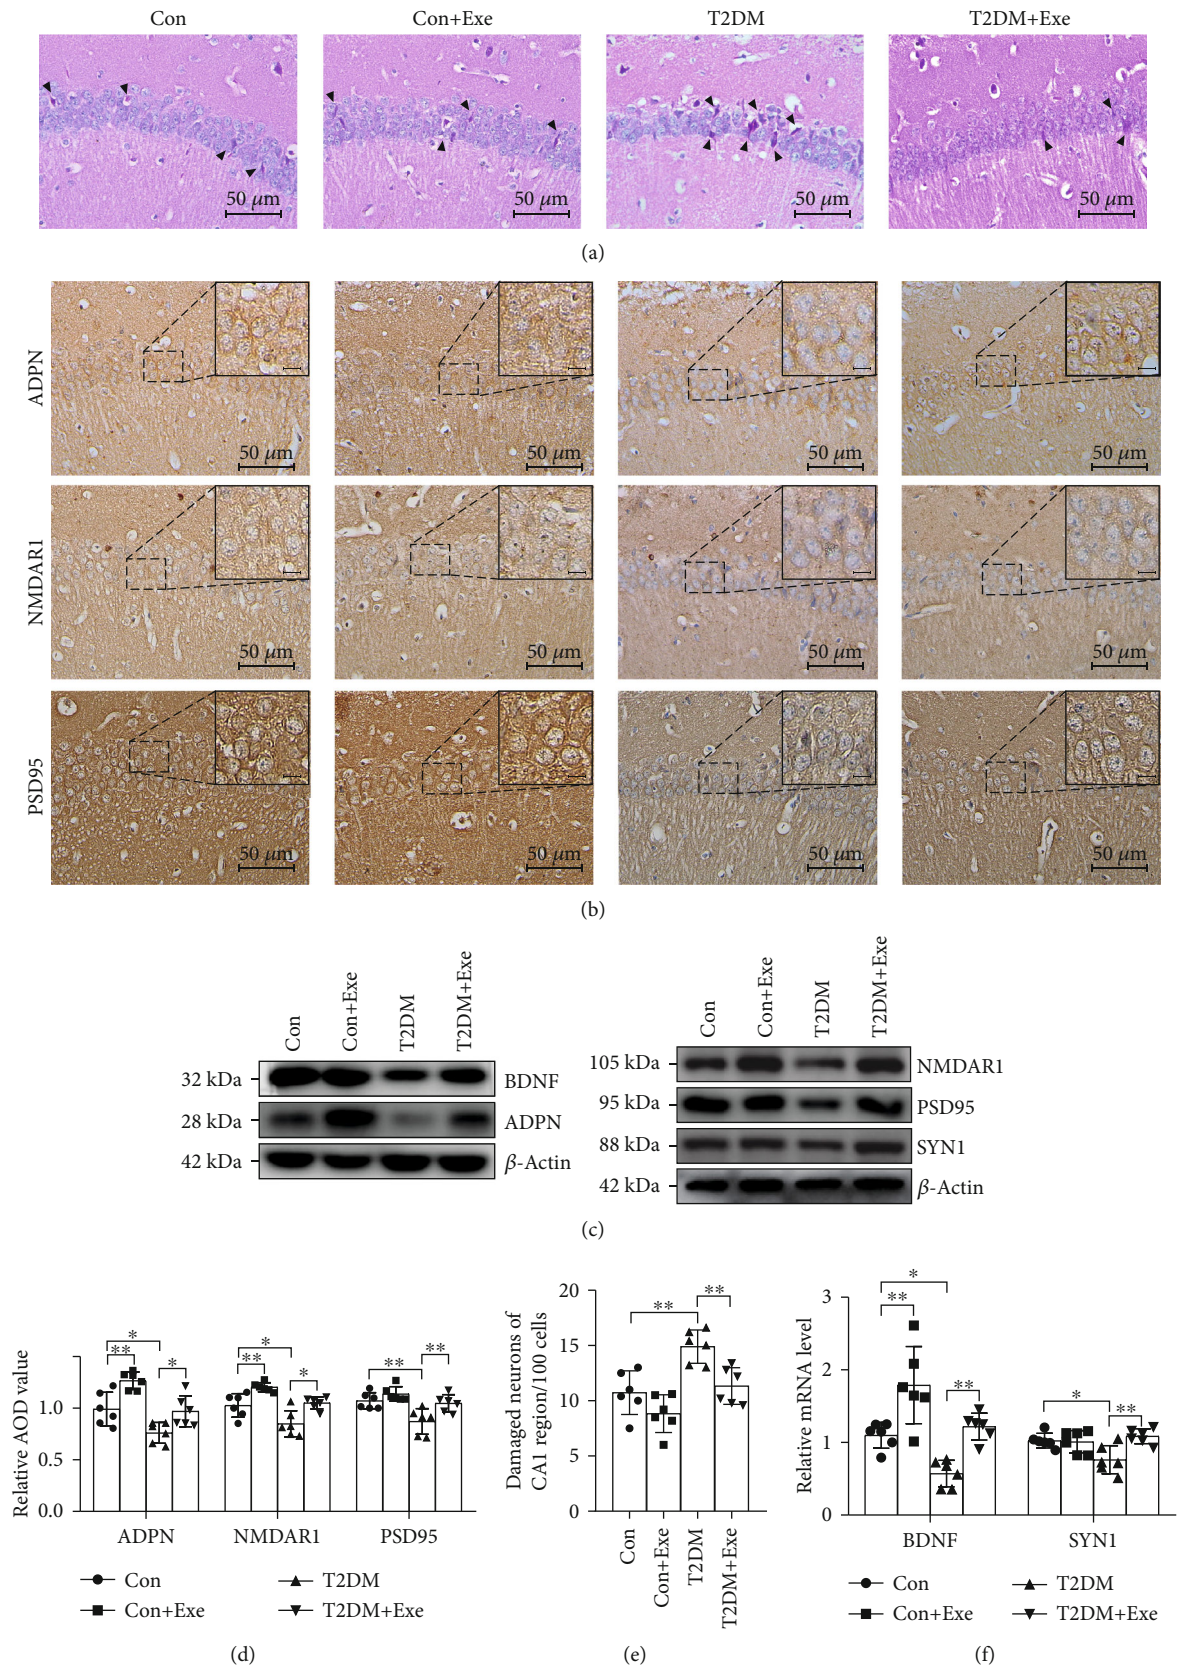 Con Con+Exe T2DM T2DM+Exe
50 μm 50 μm 50 μm 50 μm
(a)
ADPN
50 μm 50 μm 50 μm 50 μm
NMDAR1
50 μm 50 μm 50 μm 50 μm
PSD95
50 μm 50 μm 50 μm 50 μm
(b)
Con Con+Exe T2DM T2DM+Exe
32 kDa BDNF
28 kDa ADPN
42 kDa β-Actin
Con Con+Exe T2DM T2DM+Exe
105 kDa NMDAR1
95 kDa PSD95
88 kDa SYN1
42 kDa β-Actin
(c)
Relative AOD value
1.5
1.0
0.5
0.0
* ** * * ** * ** **
ADPN NMDAR1 PSD95
Con T2DM
Con+Exe T2DM+Exe
(d)
Damaged neurons of
CA1 region/100 cells
20
15
10
5
0
** **
Con Con+Exe T2DM T2DM+Exe
(e)
Relative mRNA level
3
2
1
0
* ** ** * **
BDNF SYN1
Con T2DM
Con+Exe T2DM+Exe
(f)